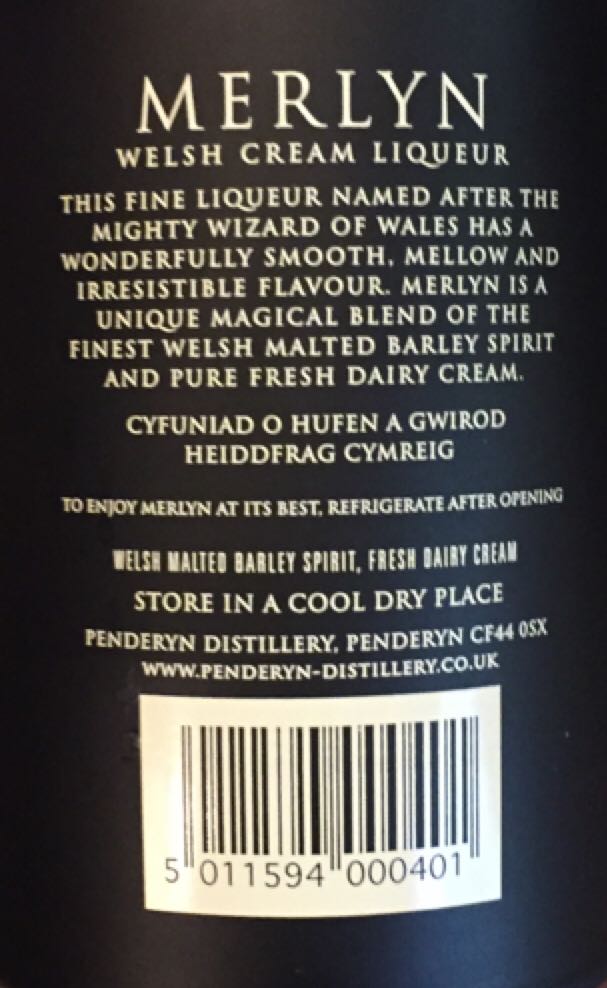 MERLYN
WELSH CREAM LIQUEUR
THIS FINE LIQUEUR NAMED AFTER THE
MIGHTY WIZARD OF WALES HAS A
WONDERFULLY SMOOTH, MELLOW AND
IRRESISTIBLE FLAVOUR. MERLYN IS A
UNIQUE MAGICAL BLEND OF THE
FINEST WELSH MALTED BARLEY SPIRIT
AND PURE FRESH DAIRY CREAM.
CYFUNIAD O HUFEN A GWIROD
HEIDDFRAG CYMREIG
TO ENJOY MERLYN AT ITS BEST, REFRIGERATE AFTER OPENING
WELSH MALTED BARLEY SPIRIT, FRESH DAIRY CREAM
STORE IN A COOL DRY PLACE
PENDERYN DISTILLERY, PENDERYN CF44 0SX
WWW.PENDERYN-DISTILLERY.CO.UK
5 011594 000401